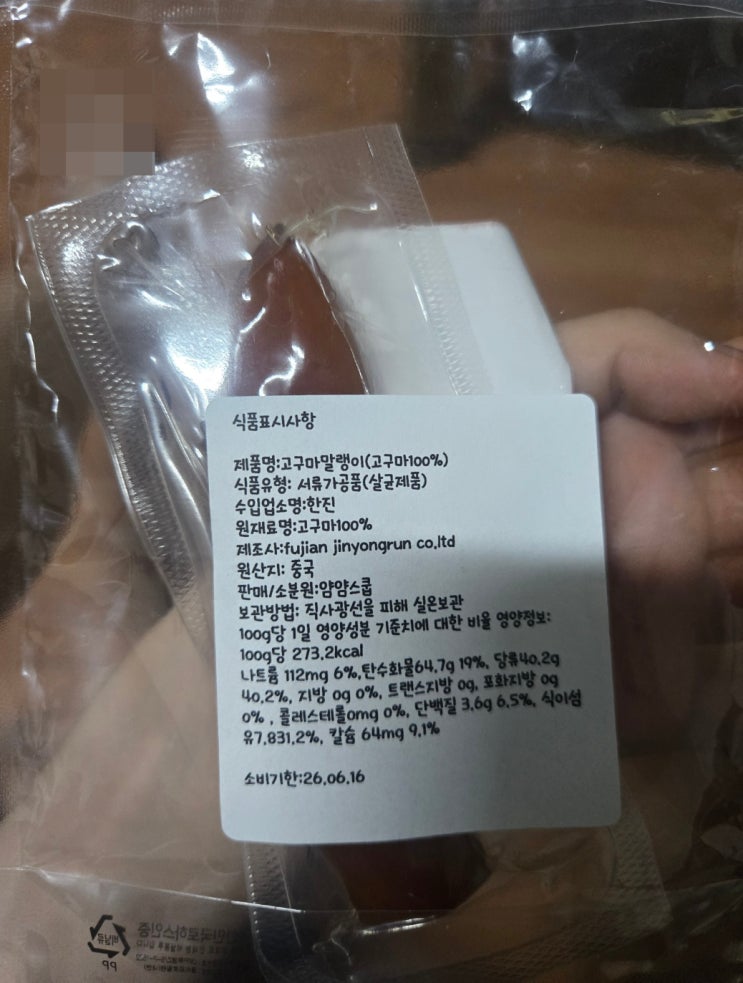 식품표시사항
제품명:고구마말랭이(고구마100%)
식품유형: 서류가공품(살균제품)
수입업소명:한진
원재료명:고구마100%
제조사:fujian jinyongrun co.ltd
원산지: 중국
판매/소분원:얌얌스쿱
보관방법: 직사광선을 피해 실온보관
100g당 1일 영양성분 기준치에 대한 비율 영양정보:
100g당 273.2kcal
나트륨 112mg 6%,탄수화물64.7g 19%, 당류40.2g
40.2%, 지방 0g 0%, 트랜스지방 0g, 포화지방 0g
0% , 콜레스테롤0mg 0%, 단백질 3.6g 6.5%, 식이섬
유7.831.2%, 칼슘 64mg 9.1%
소비기한:26.06.16
비닐류
PP